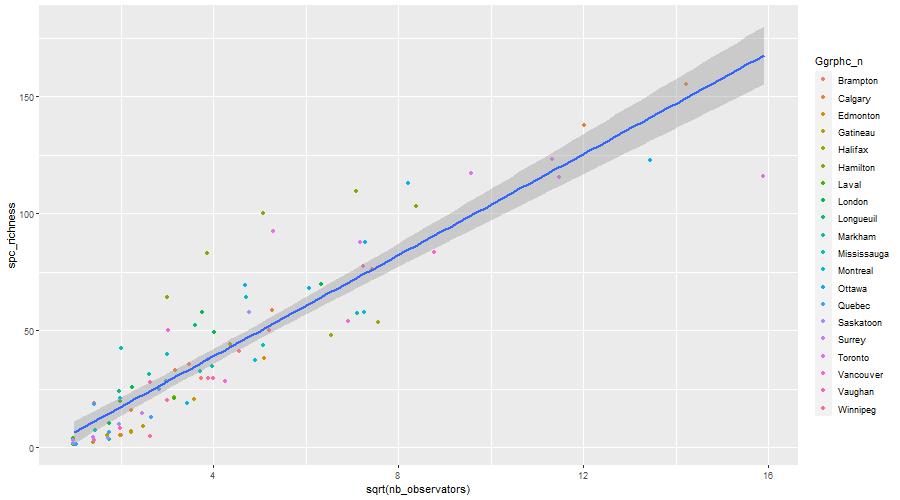 150
100
50
0
spc_richness
4
8
12
16
sqrt(nb_observators)
Ggrphc_n
Brampton
Calgary
Edmonton
Gatineau
Halifax
Hamilton
Laval
London
Longueuil
Markham
Mississauga
Montreal
Ottawa
Quebec
Saskatoon
Surrey
Toronto
Vancouver
Vaughan
Winnipeg